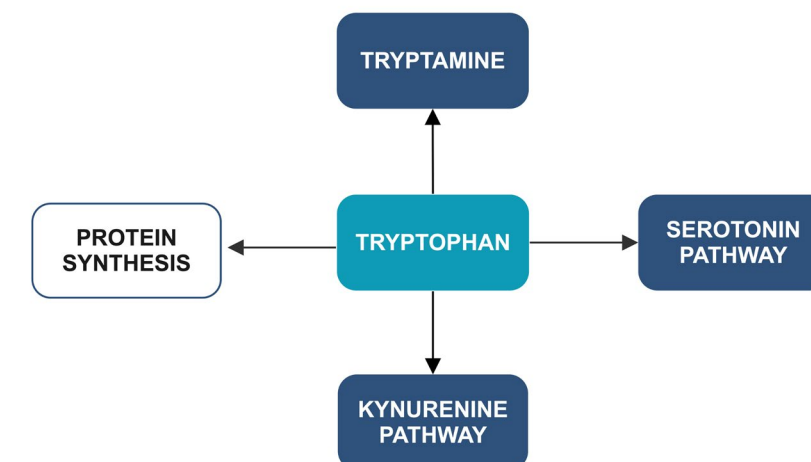 TRYPTAMINE
PROTEIN
SYNTHESIS
TRYPTOPHAN
SEROTONIN
PATHWAY
KYNURENINE
PATHWAY